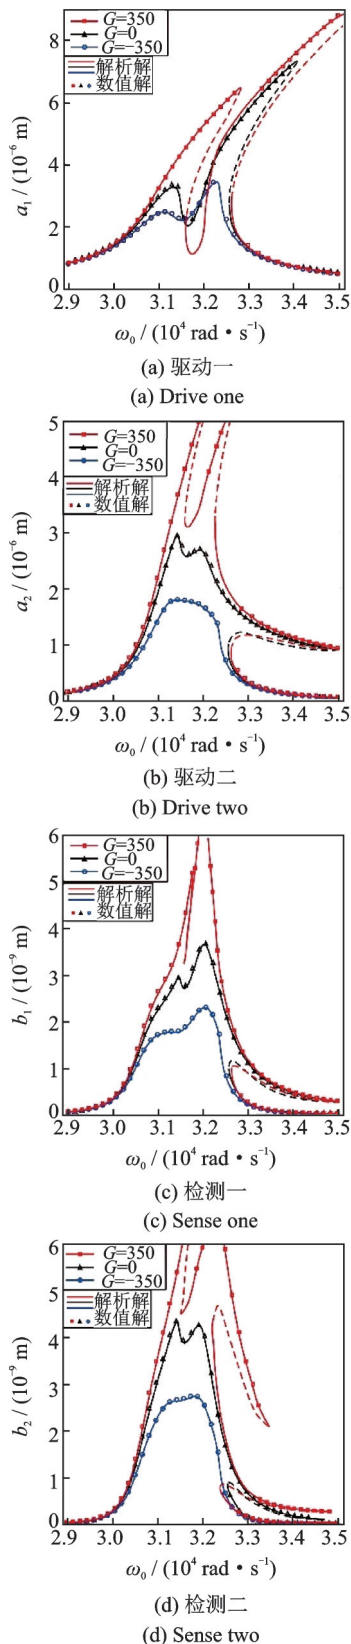 G=350
G=0
G=−350
解析解
数值解
a₁ / (10⁻⁶ m)
8
6
4
2
0
2.9 3.0 3.1 3.2 3.3 3.4 3.5
ω₀ / (10⁴ rad·s⁻¹)
(a) 驱动一
(a) Drive one
G=350
G=0
G=−350
解析解
数值解
a₂ / (10⁻⁶ m)
5
4
3
2
1
0
2.9 3.0 3.1 3.2 3.3 3.4 3.5
ω₀ / (10⁴ rad·s⁻¹)
(b) 驱动二
(b) Drive two
G=350
G=0
G=−350
解析解
数值解
b₁ / (10⁻⁹ m)
6
5
4
3
2
1
0
2.9 3.0 3.1 3.2 3.3 3.4 3.5
ω₀ / (10⁴ rad·s⁻¹)
(c) 检测一
(c) Sense one
G=350
G=0
G=−350
解析解
数值解
b₂ / (10⁻⁹ m)
6
5
4
3
2
1
0
2.9 3.0 3.1 3.2 3.3 3.4 3.5
ω₀ / (10⁴ rad·s⁻¹)
(d) 检测二
(d) Sense two